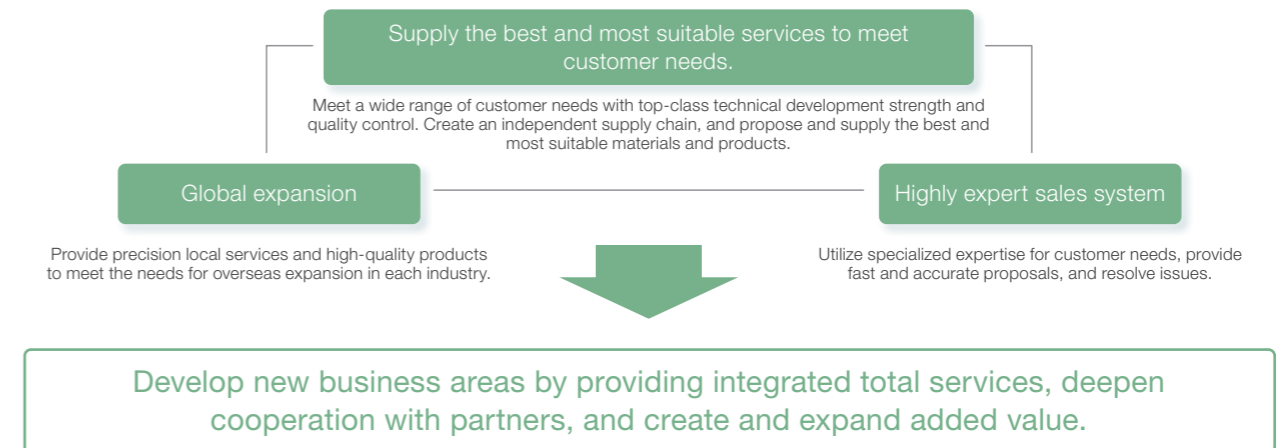 Supply the best and most suitable services to meet
customer needs.
Meet a wide range of customer needs with top-class technical development strength and
quality control. Create an independent supply chain, and propose and supply the best and
most suitable materials and products.
Global expansion
Provide precision local services and high-quality products
to meet the needs for overseas expansion in each industry.
Highly expert sales system
Utilize specialized expertise for customer needs, provide
fast and accurate proposals, and resolve issues.
Develop new business areas by providing integrated total services, deepen
cooperation with partners, and create and expand added value.